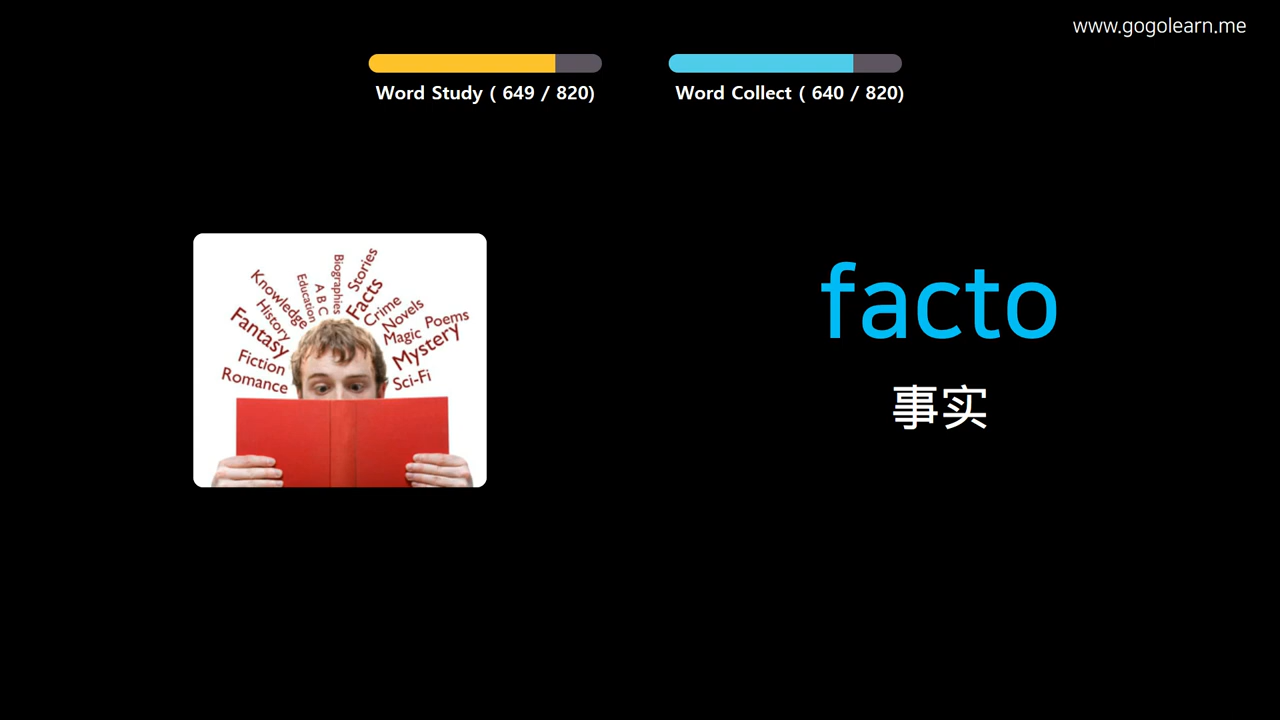 www.gogolearn.me
Word Study ( 649 / 820)
Word Collect ( 640 / 820)
Knowledge
History
Fantasy
Fiction
Romance
Education
A B C
Biographies
Stories
Facts
Crime
Novels
Magic
Poems
Mystery
Sci-Fi
facto
事实